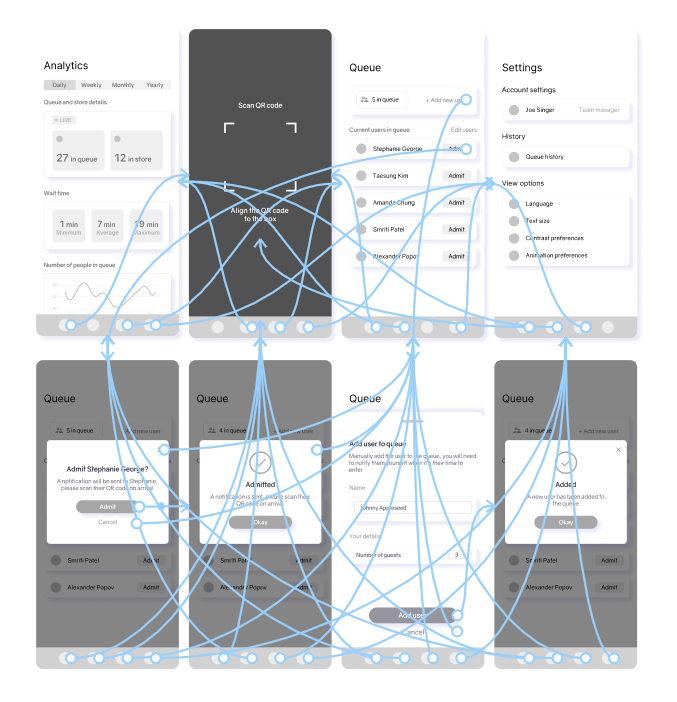 Analytics
Daily Weekly Monthly Yearly
Queue and store details
LIVE
27 in queue 12 in store
Wait time
1 min 7 min 19 min
Minimum Average Maximum
Number of people in queue
Scan QR code
Align the QR code
to the box
Queue
5 in queue + Add new user
Current users in queue Edit users
Stephanie George Admit
Taesung Kim Admit
Amanda Chung Admit
Smriti Patel Admit
Alexander Popov Admit
Settings
Account settings
Joe Singer Team manager
History
Queue history
View options
Language
Text size
Contrast preferences
Animation preferences
Queue
5 in queue + Add new user
Admit Stephanie George?
A notification will be sent to Stephanie,
please scan their QR code on arrival
Admit
Cancel
Smriti Patel Admit
Alexander Popov Admit
Queue
4 in queue + Add new user
Admitted
A notification is sent, please scan their
QR code on arrival
Okay
Smriti Patel Admit
Alexander Popov Admit
Queue
Add user to queue
Manually add the user to the queue, you will need
to notify them yourself when it's their time to
enter
Name
Johnny Appleseed
Your details
Number of guests 3
Add user
Cancel
Queue
4 in queue + Add new user
Added
A new user has been added to
the queue
Okay
Smriti Patel Admit
Alexander Popov Admit